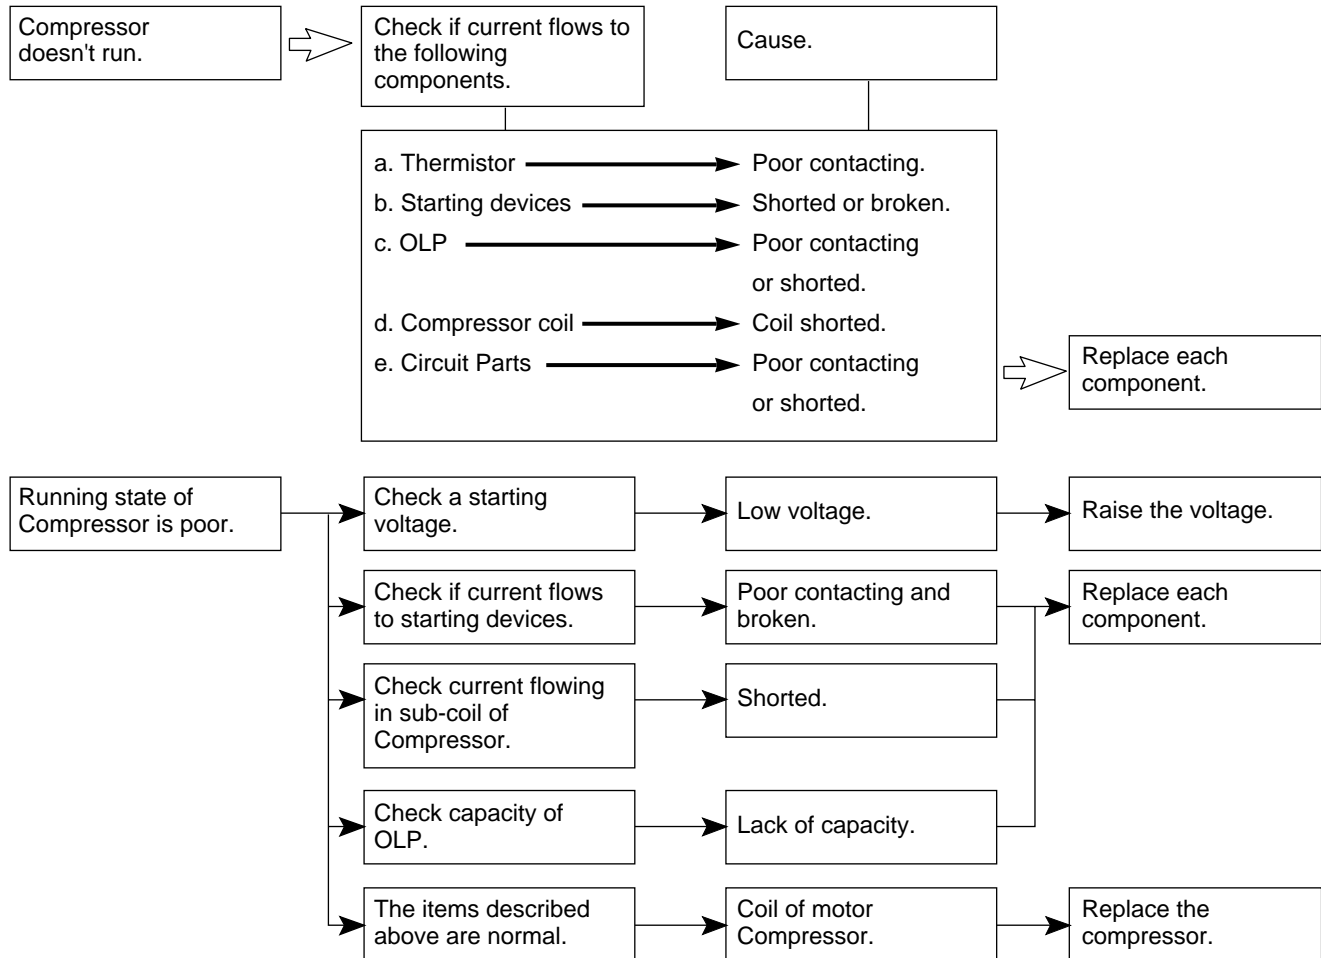 Compressor
doesn't run.
Check if current flows to
the following
components.
Cause.
a. Thermistor
Poor contacting.
b. Starting devices
Shorted or broken.
c. OLP
Poor contacting
or shorted.
d. Compressor coil
Coil shorted.
e. Circuit Parts
Poor contacting
or shorted.
Replace each
component.
Running state of
Compressor is poor.
Check a starting
voltage.
Low voltage.
Raise the voltage.
Check if current flows
to starting devices.
Poor contacting and
broken.
Replace each
component.
Check current flowing
in sub-coil of
Compressor.
Shorted.
Check capacity of
OLP.
Lack of capacity.
The items described
above are normal.
Coil of motor
Compressor.
Replace the
compressor.